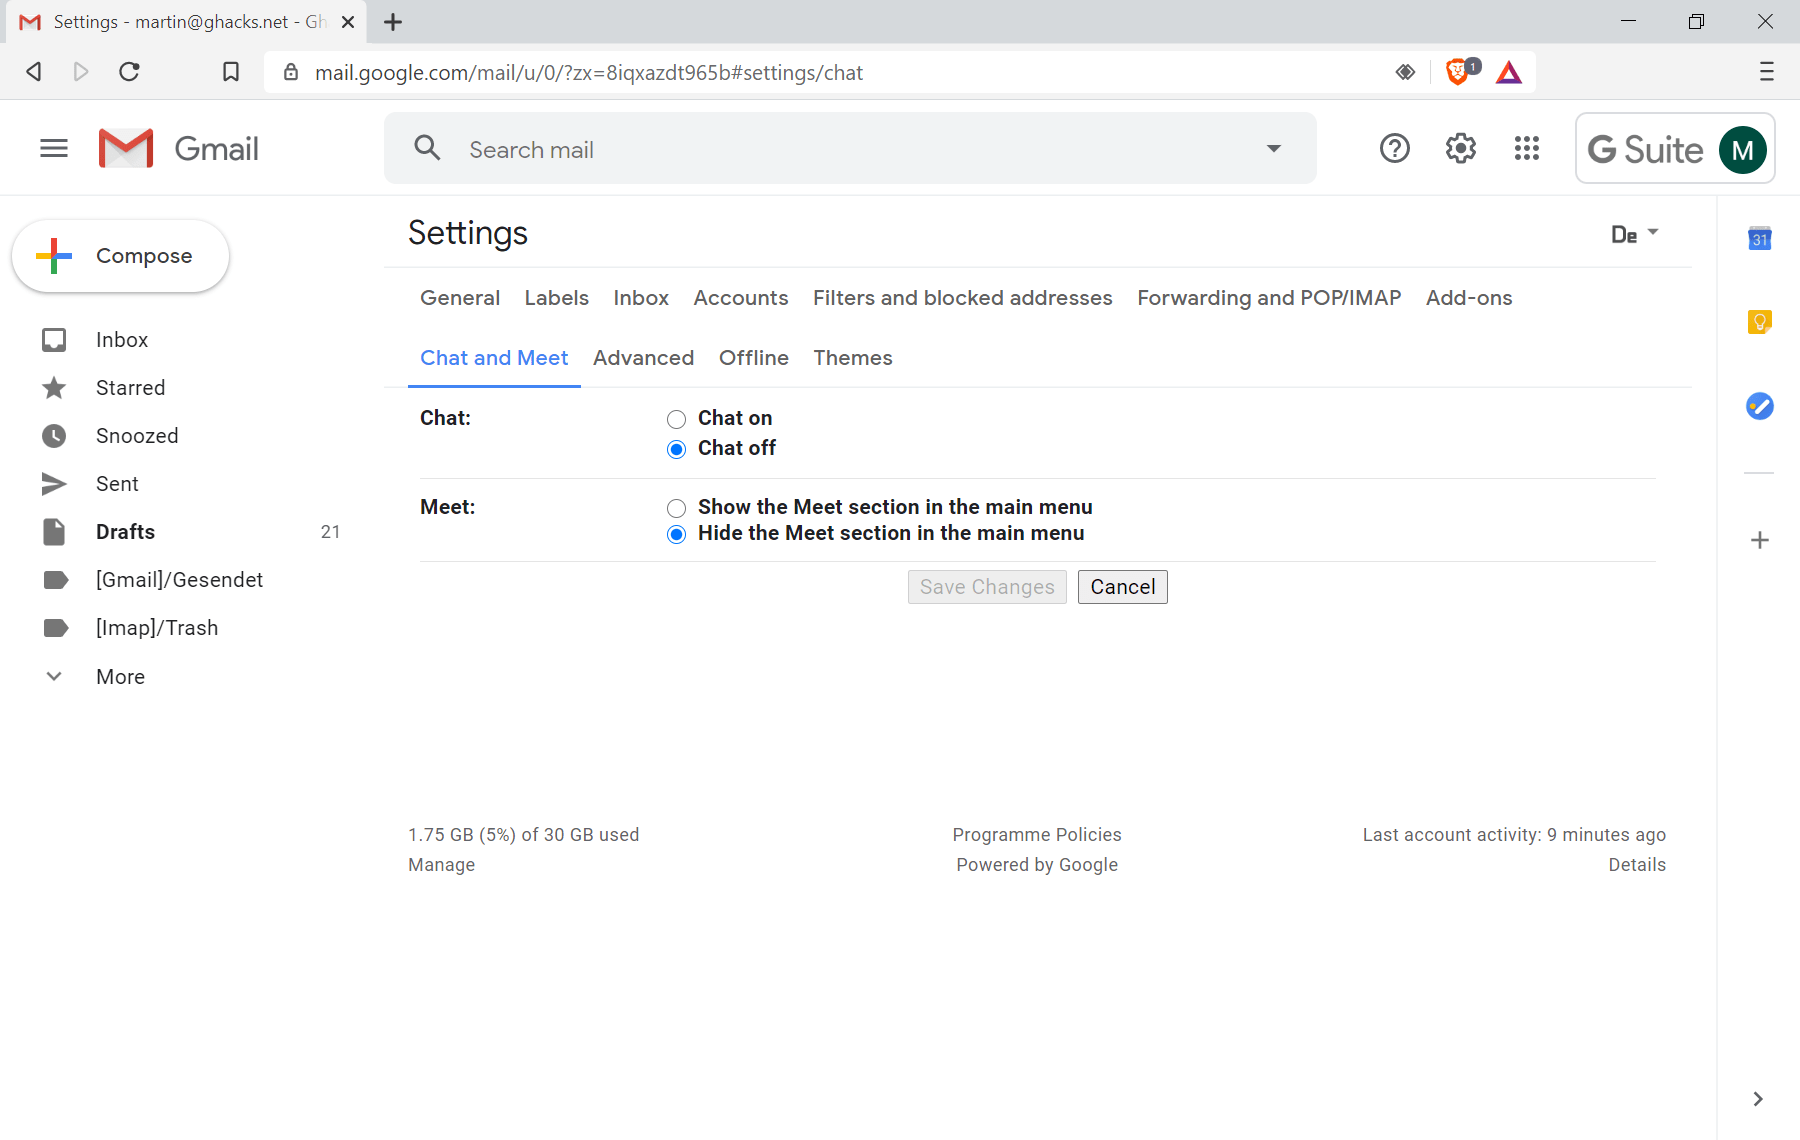 Settings - martin@ghacks.net - Gh
mail.google.com/mail/u/0/?zx=8iqxazdt965b#settings/chat
1
Gmail
Search mail
G Suite
M
Compose
Inbox
Starred
Snoozed
Sent
Drafts 21
[Gmail]/Gesendet
[Imap]/Trash
More
Settings
De
General Labels Inbox Accounts Filters and blocked addresses Forwarding and POP/IMAP Add-ons
Chat and Meet Advanced Offline Themes
Chat: Chat on
Chat off
Meet: Show the Meet section in the main menu
Hide the Meet section in the main menu
Save Changes Cancel
1.75 GB (5%) of 30 GB used
Manage
Programme Policies
Powered by Google
Last account activity: 9 minutes ago
Details
31